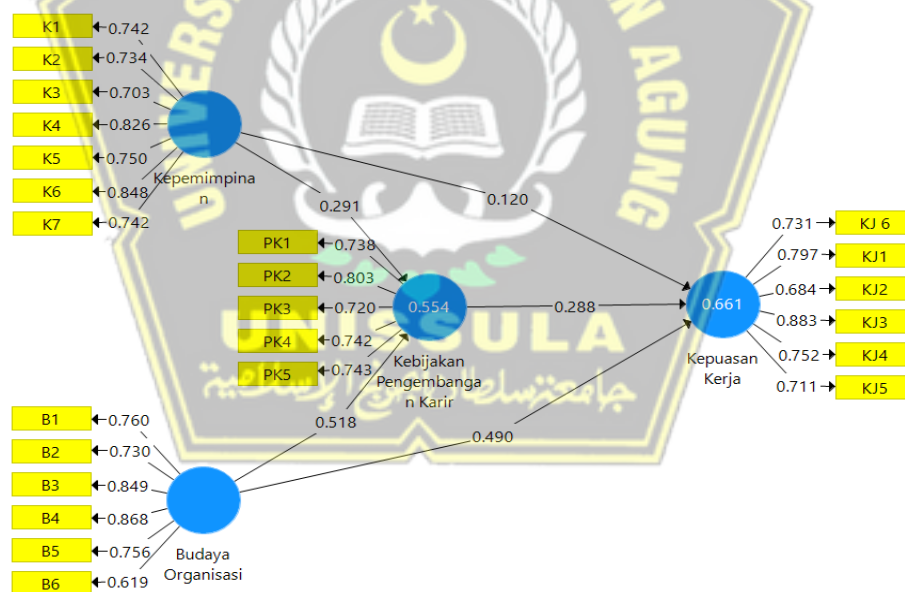 K1 0.742
K2 0.734
K3 0.703
K4 0.826
K5 0.750
K6 0.848
K7 0.742
Kepemimpina
n
0.291
0.120
PK1 0.738
PK2 0.803
PK3 0.720
PK4 0.742
PK5 0.743
0.554
Kebijakan
Pengembanga
n Karir
0.288
0.518
0.490
0.661
Kepuasan
Kerja
0.731 KJ 6
0.797 KJ1
0.684 KJ2
0.883 KJ3
0.752 KJ4
0.711 KJ5
B1 0.760
B2 0.730
B3 0.849
B4 0.868
B5 0.756
B6 0.619
Budaya
Organisasi
UNISSULA
AGUNG